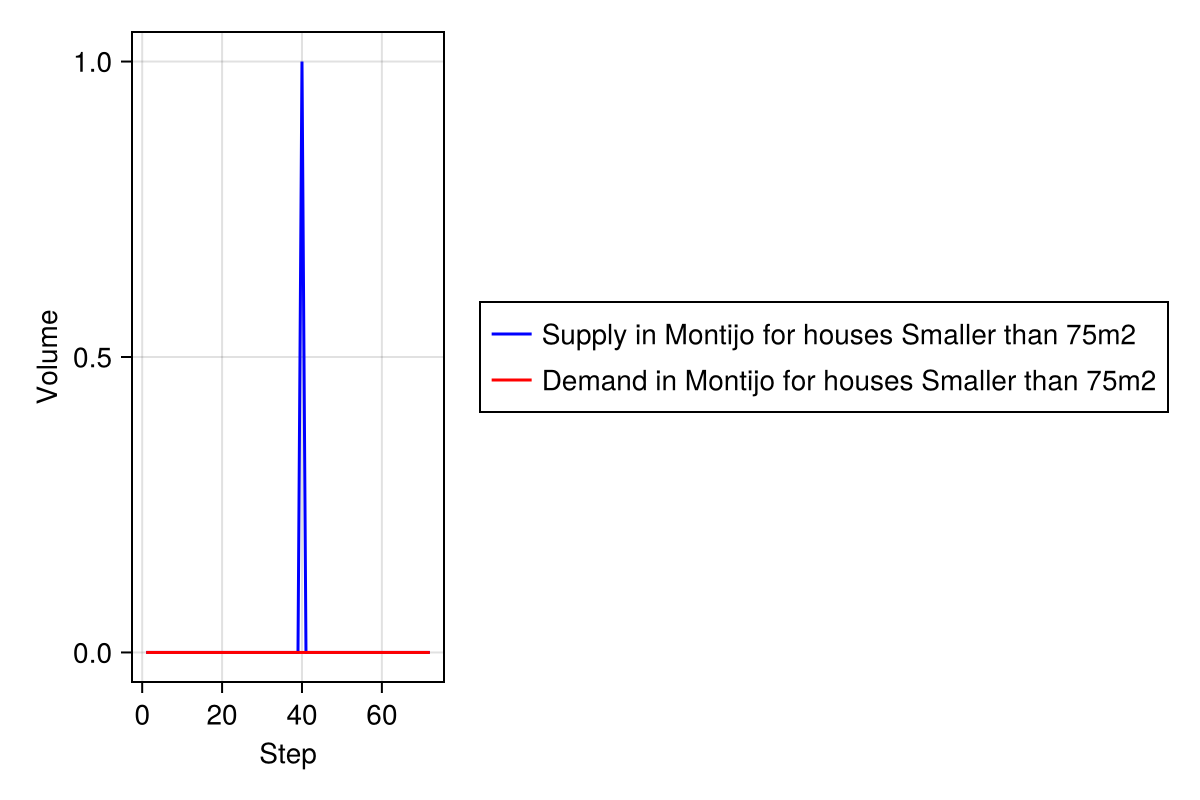 1.0
0.5
0.0
Volume
0 20 40 60
Step
Supply in Montijo for houses Smaller than 75m2
Demand in Montijo for houses Smaller than 75m2